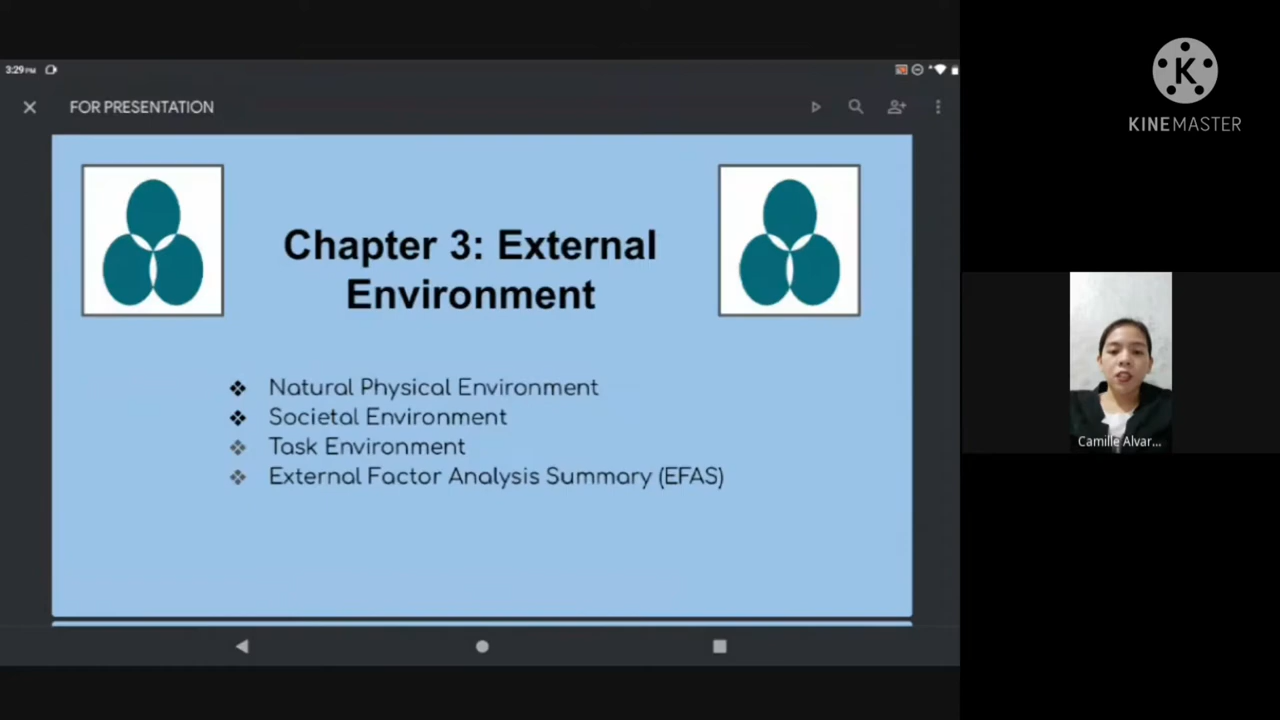 3:29 PM
FOR PRESENTATION
KINEMASTER
Chapter 3: External
Environment
❖ Natural Physical Environment
❖ Societal Environment
❖ Task Environment
❖ External Factor Analysis Summary (EFAS)
Camille Alvar...